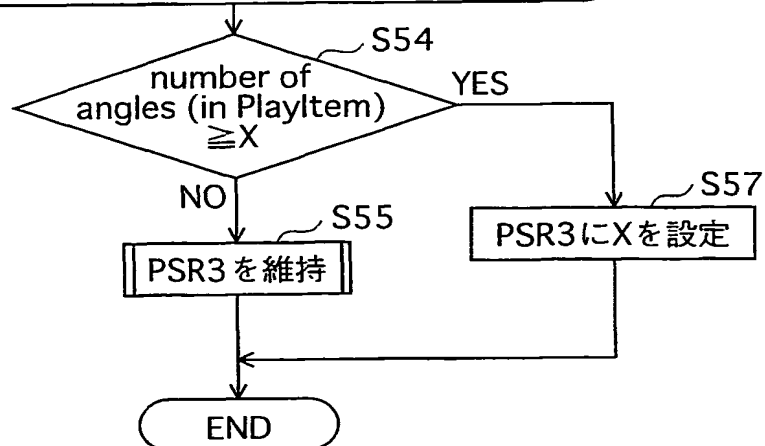 S54
number of
angles (in PlayItem)
≧X
YES
NO
S55
S57
PSR3を維持
PSR3にXを設定
END